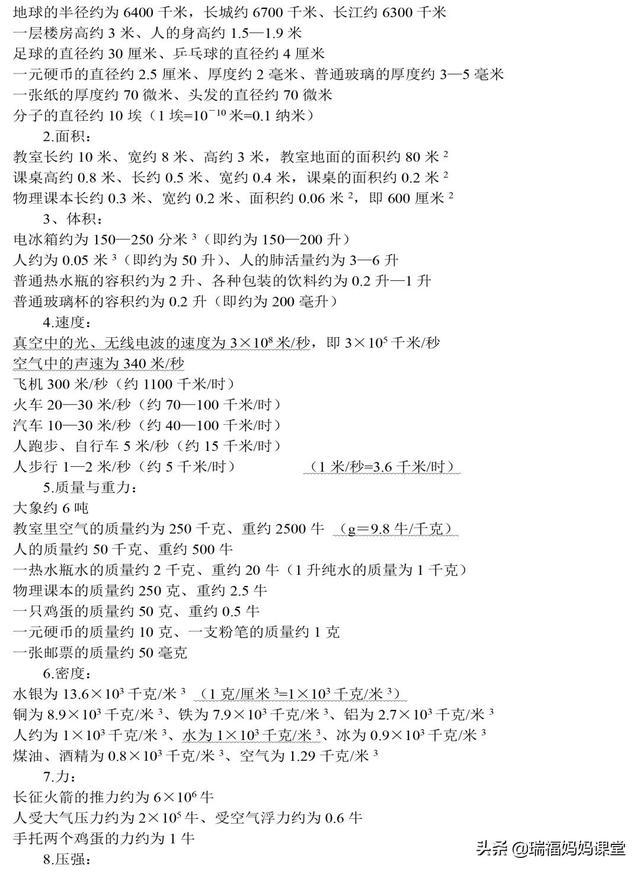 地球的半径约为 6400 千米，长城约 6700 千米、长江约 6300 千米
一层楼房高约 3 米、人的身高约 1.5—1.9 米
足球的直径约 30 厘米、乒乓球的直径约 4 厘米
一元硬币的直径约 2.5 厘米、厚度约 2 毫米、普通玻璃的厚度约 3—5 毫米
一张纸的厚度约 70 微米、头发的直径约 70 微米
分子的直径约 10 埃（1 埃=10⁻¹⁰ 米=0.1 纳米）
2.面积：
教室长约 10 米、宽约 8 米、高约 3 米，教室地面的面积约 80 米 ²
课桌高约 0.8 米、长约 0.5 米、宽约 0.4 米，课桌的面积约 0.2 米 ²
物理课本长约 0.3 米、宽约 0.2 米、面积约 0.06 米 ²，即 600 厘米 ²
3、体积：
电冰箱约为 150—250 分米 ³（即约为 150—200 升）
人约为 0.05 米 ³（即约为 50 升）、人的肺活量约为 3—6 升
普通热水瓶的容积约为 2 升、各种包装的饮料约为 0.2 升—1 升
普通玻璃杯的容积约为 0.2 升（即约为 200 毫升）
4.速度：
真空中的光、无线电波的速度为 3×10⁸ 米/秒，即 3×10⁵ 千米/秒
空气中的声速为 340 米/秒
飞机 300 米/秒（约 1100 千米/时）
火车 20—30 米/秒（约 70—100 千米/时）
汽车 10—30 米/秒（约 40—100 千米/时）
人跑步、自行车 5 米/秒（约 15 千米/时）
人步行 1—2 米/秒（约 5 千米/时） （1 米/秒=3.6 千米/时）
5.质量与重力：
大象约 6 吨
教室里空气的质量约为 250 千克、重约 2500 牛 （g＝9.8 牛/千克）
人的质量约 50 千克、重约 500 牛
一热水瓶水的质量约 2 千克、重约 20 牛（1 升纯水的质量为 1 千克）
物理课本的质量约 250 克、重约 2.5 牛
一只鸡蛋的质量约 50 克、重约 0.5 牛
一元硬币的质量约 10 克、一支粉笔的质量约 1 克
一张邮票的质量约 50 毫克
6.密度：
水银为 13.6×10³ 千克/米 ³ （1 克/厘米 ³=1×10³ 千克/米 ³）
铜为 8.9×10³ 千克/米 ³、铁为 7.9×10³ 千克/米 ³、铝为 2.7×10³ 千克/米 ³
人约为 1×10³ 千克/米 ³、水为 1×10³ 千克/米 ³、冰为 0.9×10³ 千克/米 ³
煤油、酒精为 0.8×10³ 千克/米 ³、空气为 1.29 千克/米 ³
7.力：
长征火箭的推力约为 6×10⁶ 牛
人受大气压力约为 2×10⁵ 牛、受空气浮力约为 0.6 牛
手托两个鸡蛋的力约为 1 牛
8.压强：
头条 @瑞福妈妈课堂